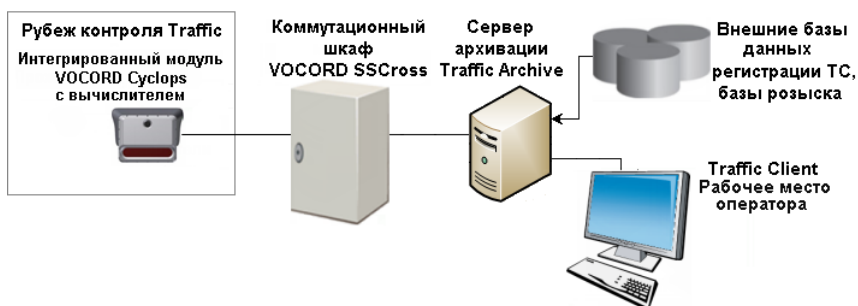 Рубеж контроля Traffic
Интегрированный модуль
VOCORD Cyclops
с вычислителем
Коммутационный
шкаф
VOCORD SSCross
Сервер
архивации
Traffic Archive
Внешние базы
данных
регистрации ТС,
базы розыска
Traffic Client
Рабочее место
оператора